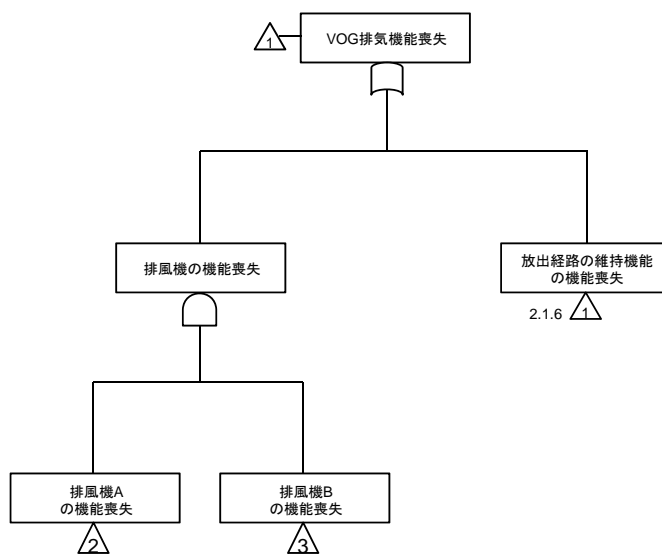 1
VOG排気機能喪失
排風機の機能喪失
放出経路の維持機能
の機能喪失
2.1.6 1
排風機A
の機能喪失
排風機B
の機能喪失
2
3